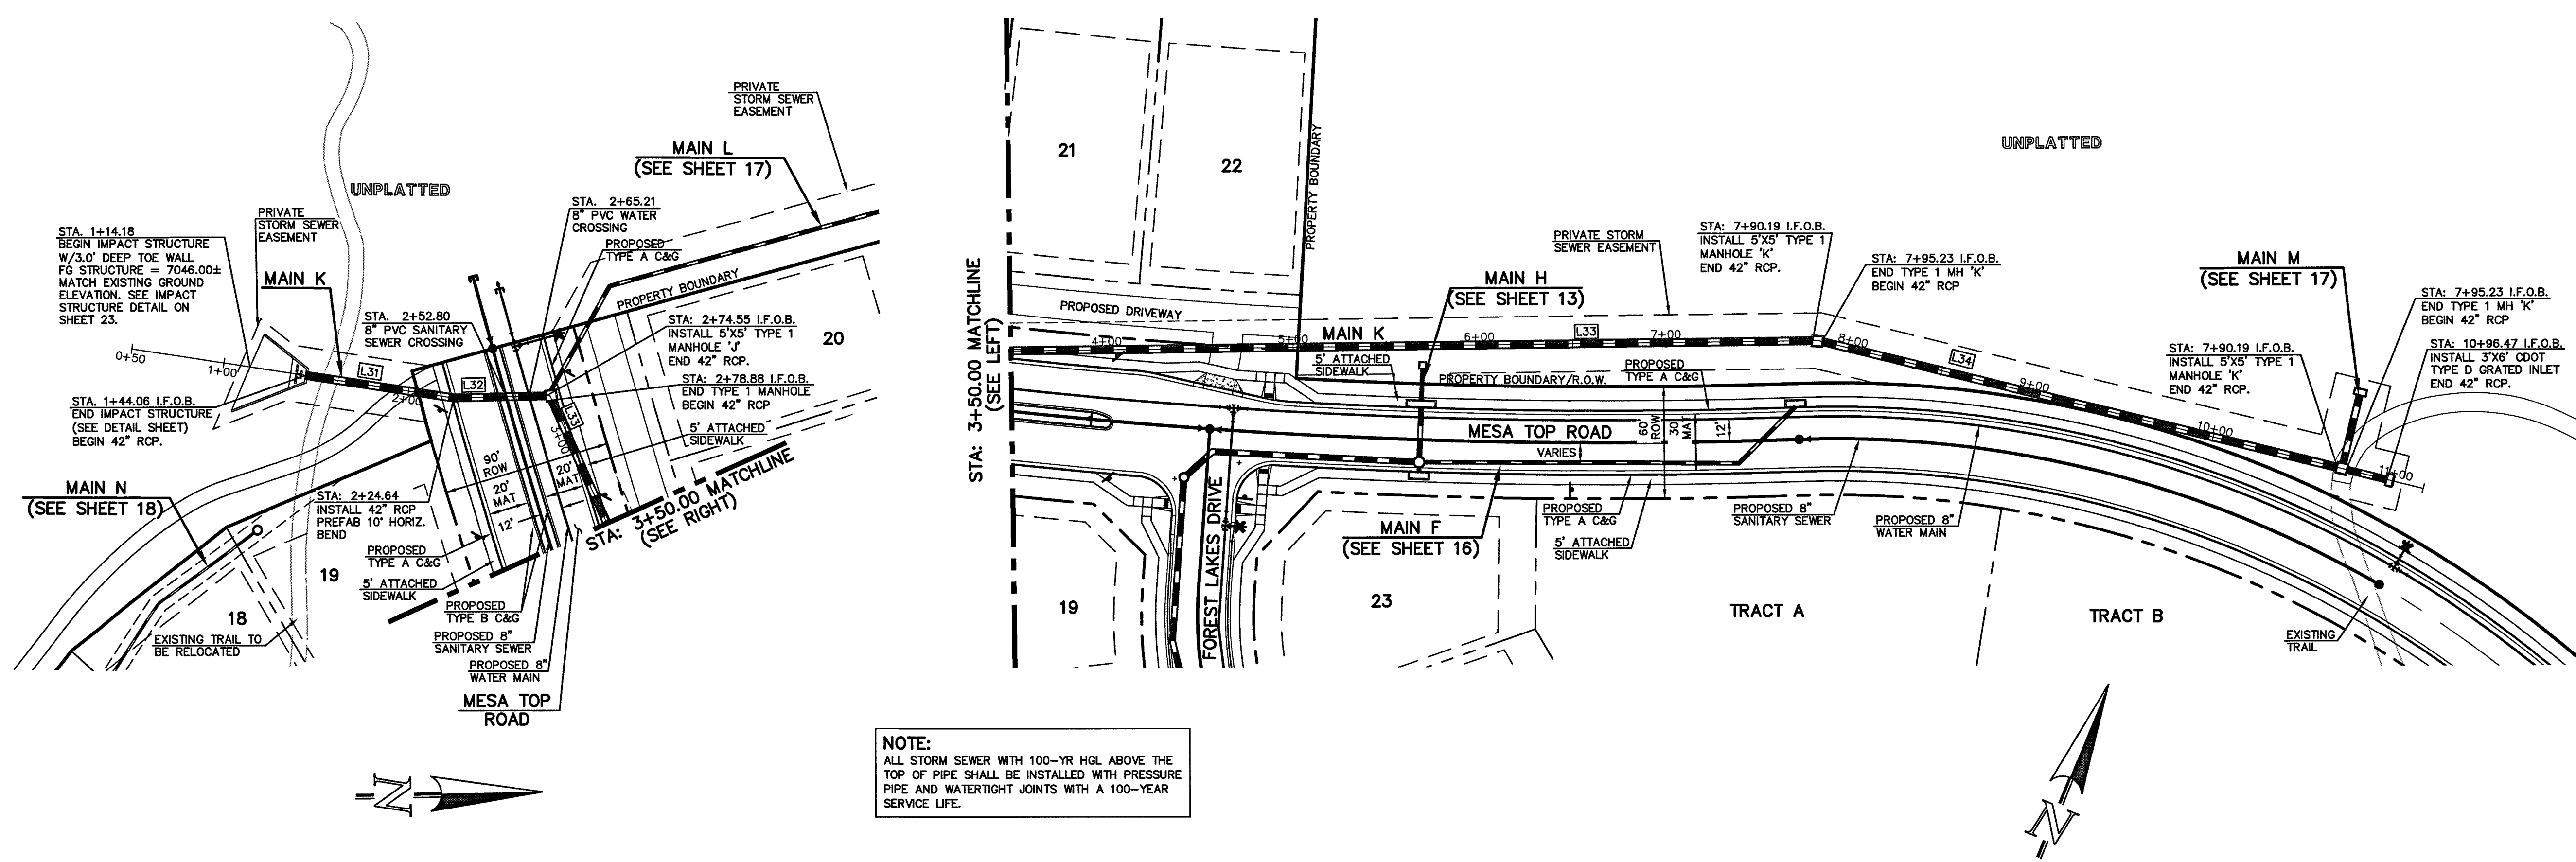 PRIVATE
STORM SEWER
EASEMENT
MAIN L
(SEE SHEET 17)
UNPLATTED
STA. 2+65.21
8" PVC WATER
CROSSING
PRIVATE
STORM SEWER
EASEMENT
STA. 1+14.18
BEGIN IMPACT STRUCTURE
W/3.0' DEEP TOE WALL
FG STRUCTURE = 7046.00±
MATCH EXISTING GROUND
ELEVATION. SEE IMPACT
STRUCTURE DETAIL ON
SHEET 23.
MAIN K
PROPOSED
TYPE A C&G
PROPERTY BOUNDARY
STA. 2+52.80
8" PVC SANITARY
SEWER CROSSING
STA: 2+74.55 I.F.O.B.
INSTALL 5'X5' TYPE 1
MANHOLE 'J'
END 42" RCP.
20
0+50
1+00
L31
2+00
L32
L33
3+00
STA: 2+78.88 I.F.O.B.
END TYPE 1 MANHOLE
BEGIN 42" RCP
STA: 1+44.06 I.F.O.B.
END IMPACT STRUCTURE
(SEE DETAIL SHEET)
BEGIN 42" RCP.
5' ATTACHED
SIDEWALK
90'
ROW
20'
MAT
20'
MAT
12'
MAIN N
(SEE SHEET 18)
STA: 2+24.64
INSTALL 42" RCP
PREFAB 10' HORIZ.
BEND
STA: 3+50.00 MATCHLINE
(SEE RIGHT)
PROPOSED
TYPE A C&G
19
5' ATTACHED
SIDEWALK
18
PROPOSED
TYPE B C&G
EXISTING TRAIL TO
BE RELOCATED
PROPOSED 8"
SANITARY SEWER
PROPOSED 8"
WATER MAIN
MESA TOP
ROAD
N
NOTE:
ALL STORM SEWER WITH 100-YR HGL ABOVE THE
TOP OF PIPE SHALL BE INSTALLED WITH PRESSURE
PIPE AND WATERTIGHT JOINTS WITH A 100-YEAR
SERVICE LIFE.
STA: 3+50.00 MATCHLINE
(SEE LEFT)
21
22
PROPERTY BOUNDARY
UNPLATTED
PRIVATE STORM
SEWER EASEMENT
STA: 7+90.19 I.F.O.B.
INSTALL 5'X5' TYPE 1
MANHOLE 'K'
END 42" RCP.
STA: 7+95.23 I.F.O.B.
END TYPE 1 MH 'K'
BEGIN 42" RCP
MAIN M
(SEE SHEET 17)
STA: 7+95.23 I.F.O.B.
END TYPE 1 MH 'K'
BEGIN 42" RCP
MAIN H
(SEE SHEET 13)
PROPOSED DRIVEWAY
MAIN K
4+00
5+00
6+00
L33
7+00
8+00
L34
9+00
10+00
11+00
STA: 7+90.19 I.F.O.B.
INSTALL 5'X5' TYPE 1
MANHOLE 'K'
END 42" RCP.
STA: 10+96.47 I.F.O.B.
INSTALL 3'X6' CDOT
TYPE D GRATED INLET
END 42" RCP.
5' ATTACHED
SIDEWALK
PROPERTY BOUNDARY/R.O.W.
PROPOSED
TYPE A C&G
MESA TOP ROAD
VARIES
60'
ROW
30'
MAT
12'
FOREST LAKES DRIVE
MAIN F
(SEE SHEET 16)
PROPOSED
TYPE A C&G
5' ATTACHED
SIDEWALK
PROPOSED 8"
SANITARY SEWER
PROPOSED 8"
WATER MAIN
19
23
TRACT A
TRACT B
EXISTING
TRAIL
N